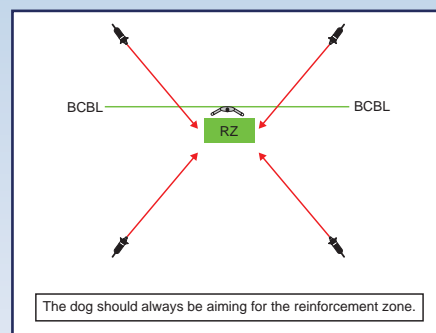 BCBL BCBL
RZ
The dog should always be aiming for the reinforcement zone.